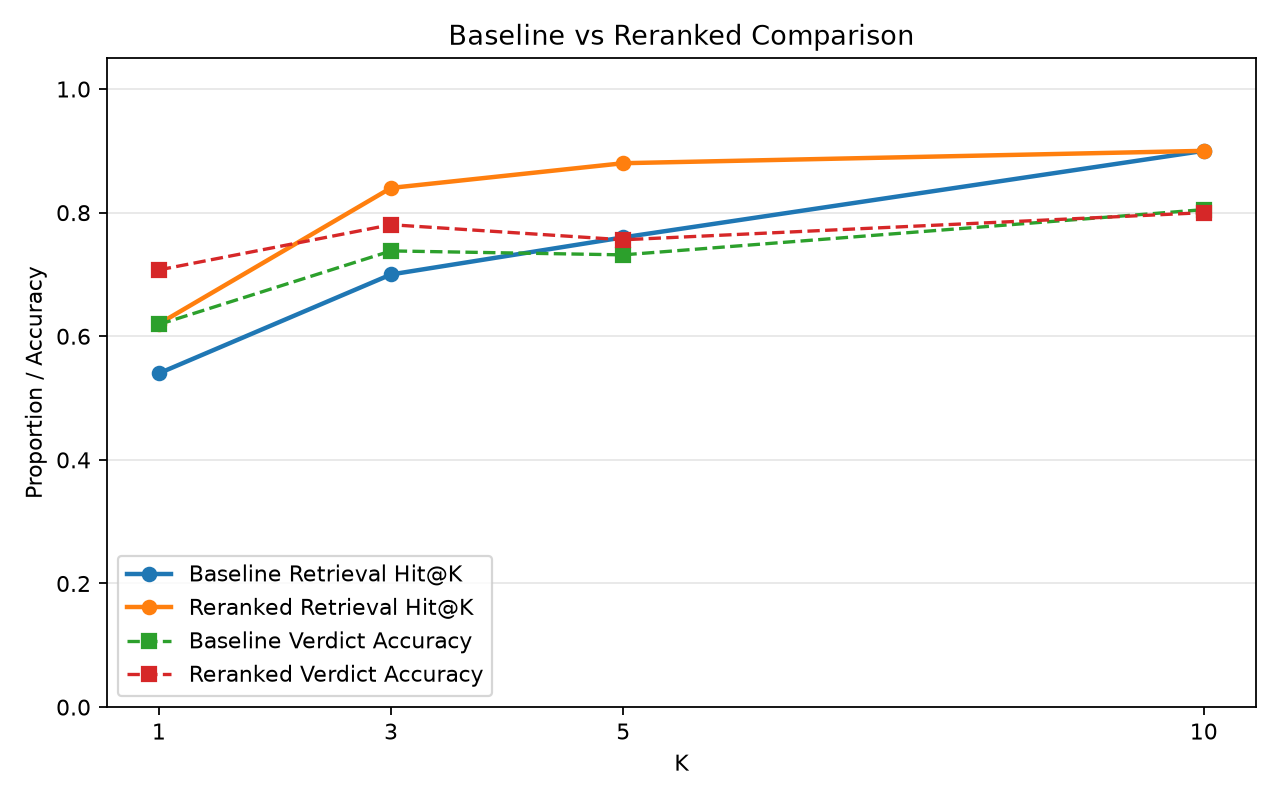 Baseline vs Reranked Comparison
Proportion / Accuracy
1.0
0.8
0.6
0.4
0.2
0.0
Baseline Retrieval Hit@K
Reranked Retrieval Hit@K
Baseline Verdict Accuracy
Reranked Verdict Accuracy
1 3 5 10
K